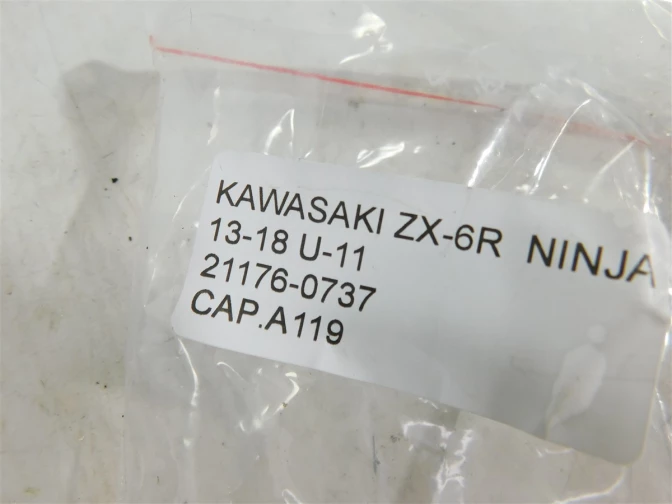 KAWASAKI ZX-6R NINJA
13-18 U-11
21176-0737
CAP.A119